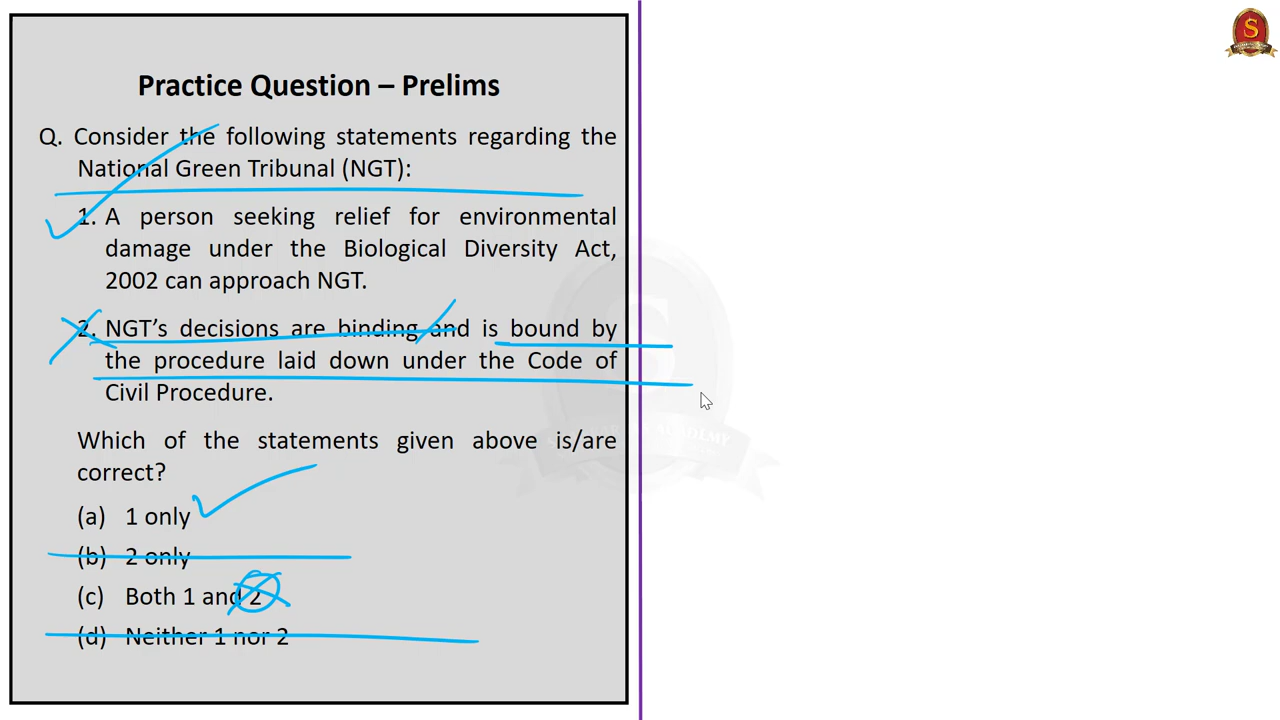 Practice Question – Prelims
Q. Consider the following statements regarding the
National Green Tribunal (NGT):
1. A person seeking relief for environmental
damage under the Biological Diversity Act,
2002 can approach NGT.
2. NGT’s decisions are binding and is bound by
the procedure laid down under the Code of
Civil Procedure.
Which of the statements given above is/are
correct?
(a) 1 only
(b) 2 only
(c) Both 1 and 2
(d) Neither 1 nor 2